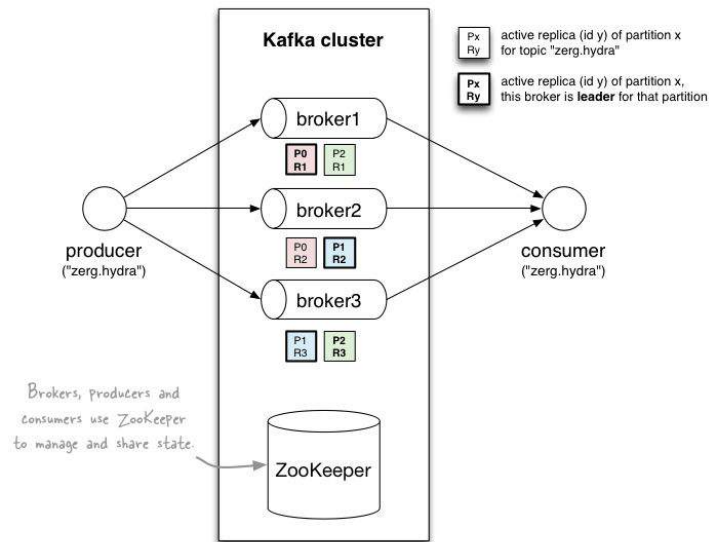 Kafka cluster
Px
Ry
active replica (id y) of partition x
for topic "zerg.hydra"
Px
Ry
active replica (id y) of partition x,
this broker is leader for that partition
broker1
P0
R1
P2
R1
producer
("zerg.hydra")
broker2
P0
R2
P1
R2
consumer
("zerg.hydra")
broker3
P1
R3
P2
R3
Brokers, producers and
consumers use ZooKeeper
to manage and share state.
ZooKeeper